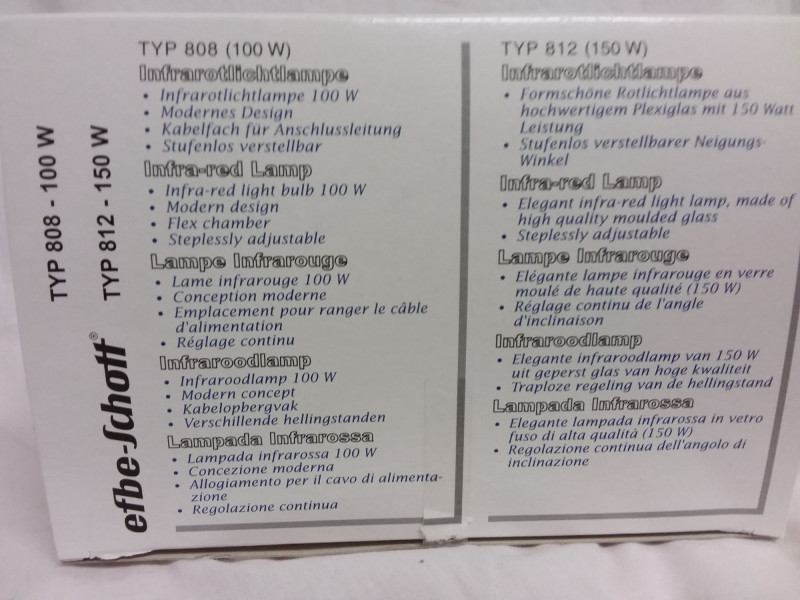 TYP 808 - 100 W
TYP 812 - 150 W
efbe-Schott®
TYP 808 (100 W)
Infrarotlichtlampe
• Infrarotlichtlampe 100 W
• Modernes Design
• Kabelfach für Anschlussleitung
• Stufenlos verstellbar
Infra-red Lamp
• Infra-red light bulb 100 W
• Modern design
• Flex chamber
• Steplessly adjustable
Lampe Infrarouge
• Lame infrarouge 100 W
• Conception moderne
• Emplacement pour ranger le câble
d'alimentation
• Réglage continu
Infraroodlamp
• Infraroodlamp 100 W
• Modern concept
• Kabelopbergvak
• Verschillende hellingstanden
Lampada Infrarossa
• Lampada infrarossa 100 W
• Concezione moderna
• Allogiamento per il cavo di alimenta-
zione
• Regolazione continua
TYP 812 (150 W)
Infrarotlichtlampe
• Formschöne Rotlichtlampe aus
hochwertigem Plexiglas mit 150 Watt
Leistung
• Stufenlos verstellbarer Neigungs-
Winkel
Infra-red Lamp
• Elegant infra-red light lamp, made of
high quality moulded glass
• Steplessly adjustable
Lampe Infrarouge
• Elégante lampe infrarouge en verre
moulé de haute qualité (150 W)
• Réglage continu de l'angle
d'inclinaison
Infraroodlamp
• Elegante infraroodlamp van 150 W
uit geperst glas van hoge kwaliteit
• Traploze regeling van de hellingstand
Lampada Infrarossa
• Elegante lampada infrarossa in vetro
fuso di alta qualità (150 W)
• Regolazione continua dell'angolo di
inclinazione